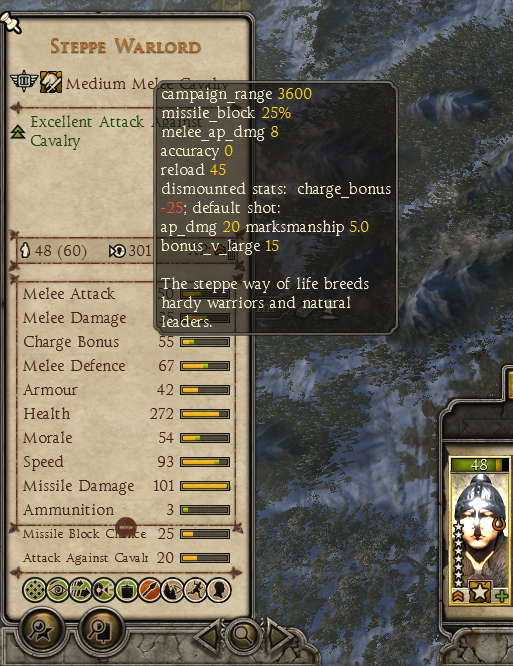 Steppe Warlord
III
Medium Melee Cavalry
Excellent Attack Against
Cavalry
campaign_range 3600
missile_block 25%
melee_ap_dmg 8
accuracy 0
reload 45
dismounted stats: charge_bonus
-25; default shot:
ap_dmg 20 marksmanship 5.0
bonus_v_large 15
The steppe way of life breeds
hardy warriors and natural
leaders.
48 (60)
301
Melee Attack
Melee Damage
Charge Bonus 55
Melee Defence 67
Armour 42
Health 272
Morale 54
Speed 93
Missile Damage 101
Ammunition 3
Missile Block Chance 25
Attack Against Cavalr 20
48